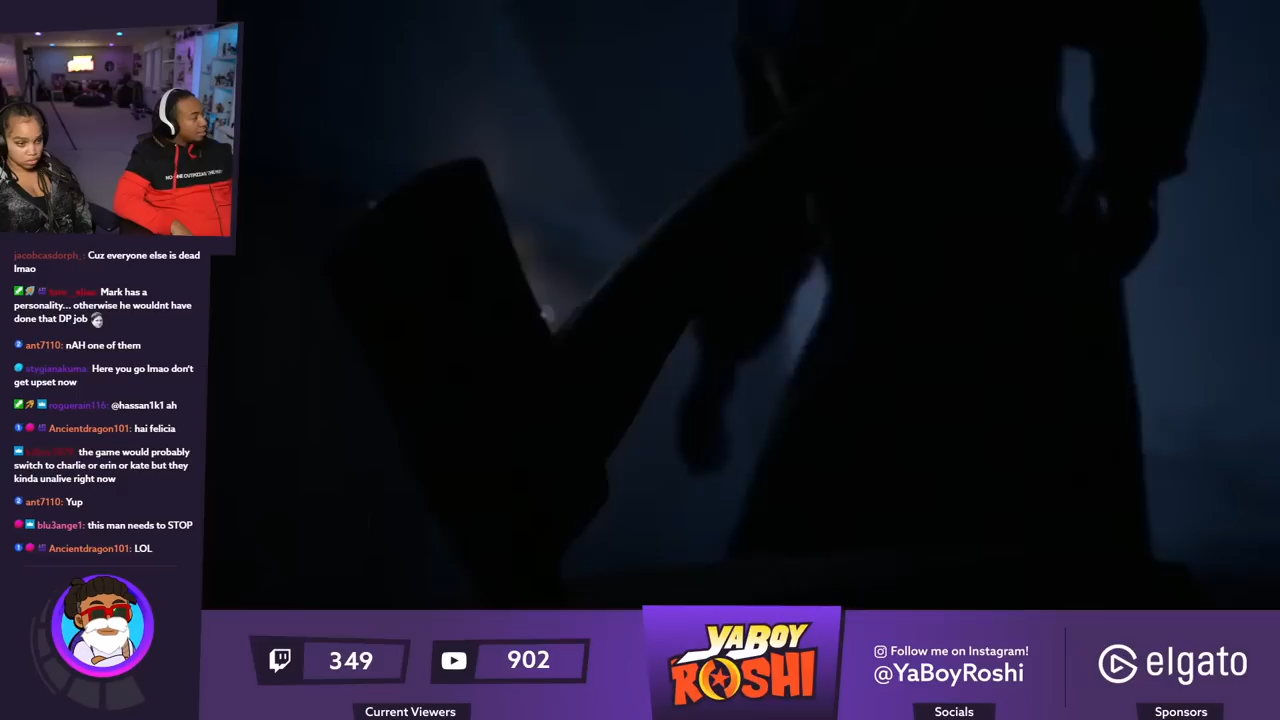 jacobcasdorph_: Cuz everyone else is dead
lmao
Mark has a
personality... otherwise he wouldnt have
done that DP job
ant7110: nAH one of them
stygianakuma: Here you go lmao don't
get upset now
roguerain116: @hassan1k1 ah
Ancientdragon101: hai felicia
the game would probably
switch to charlie or erin or kate but they
kinda unalive right now
ant7110: Yup
blu3ange1: this man needs to STOP
Ancientdragon101: LOL
349
902
Current Viewers
YABOY
ROSHI
Follow me on Instagram!
@YaBoyRoshi
Socials
elgato
Sponsors